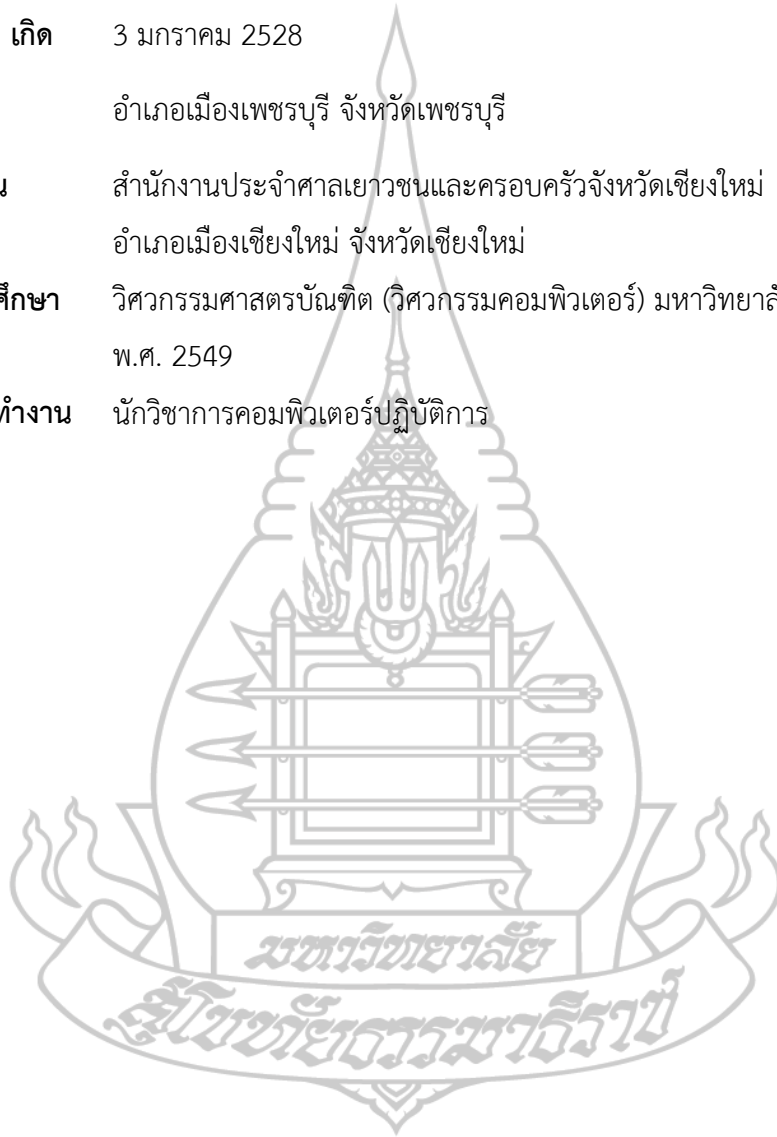 เกิด 3 มกราคม 2528
อำเภอเมืองเพชรบุรี จังหวัดเพชรบุรี
สำนักงานประจำศาลเยาวชนและครอบครัวจังหวัดเชียงใหม่
อำเภอเมืองเชียงใหม่ จังหวัดเชียงใหม่
ศึกษา วิศวกรรมศาสตรบัณฑิต (วิศวกรรมคอมพิวเตอร์)
พ.ศ. 2549
ทำงาน นักวิชาการคอมพิวเตอร์ปฏิบัติการ
มหาวิทยาลัย
สุโขทัยธรรมาธิราช